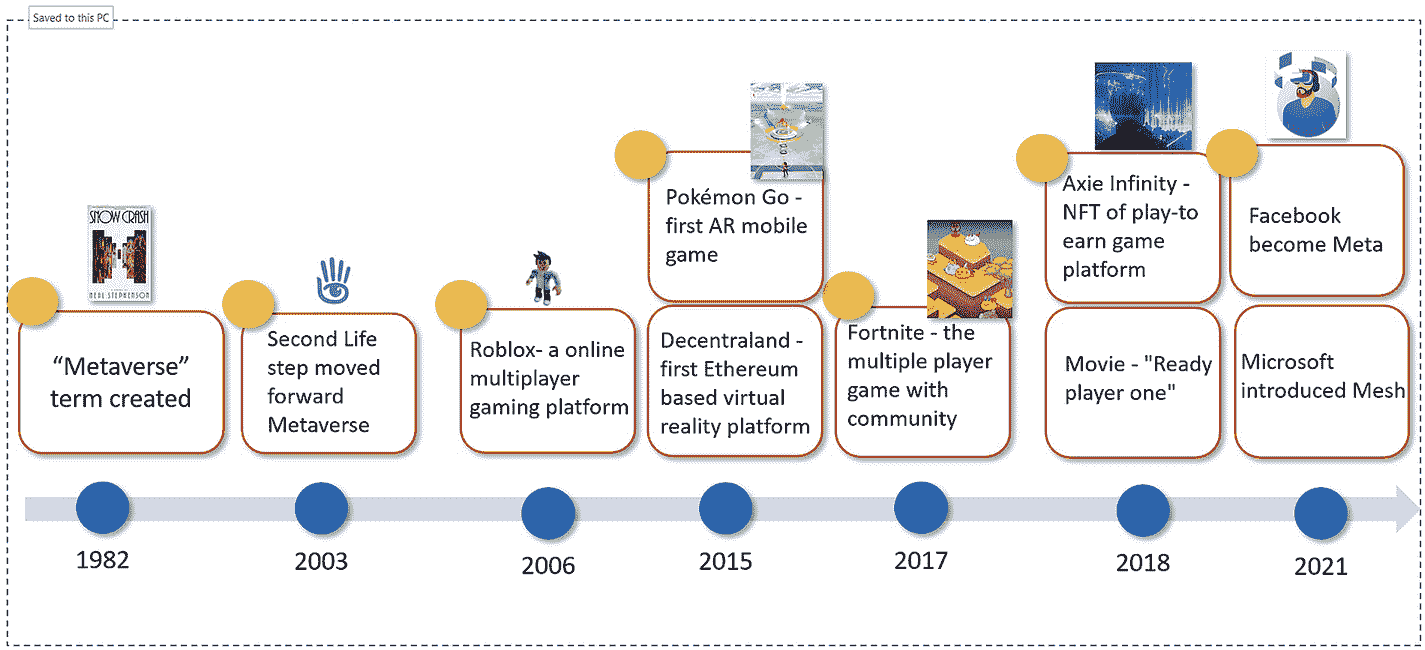 Saved to this PC
SNOW CRASH
NEAL STEPHENSON
“Metaverse”
term created
Second Life
step moved
forward
Metaverse
Roblox- a online
multiplayer
gaming platform
Pokémon Go -
first AR mobile
game
Decentraland -
first Ethereum
based virtual
reality platform
Fortnite - the
multiple player
game with
community
Axie Infinity -
NFT of play-to
earn game
platform
Movie - "Ready
player one"
Facebook
become Meta
Microsoft
introduced Mesh
1982
2003
2006
2015
2017
2018
2021